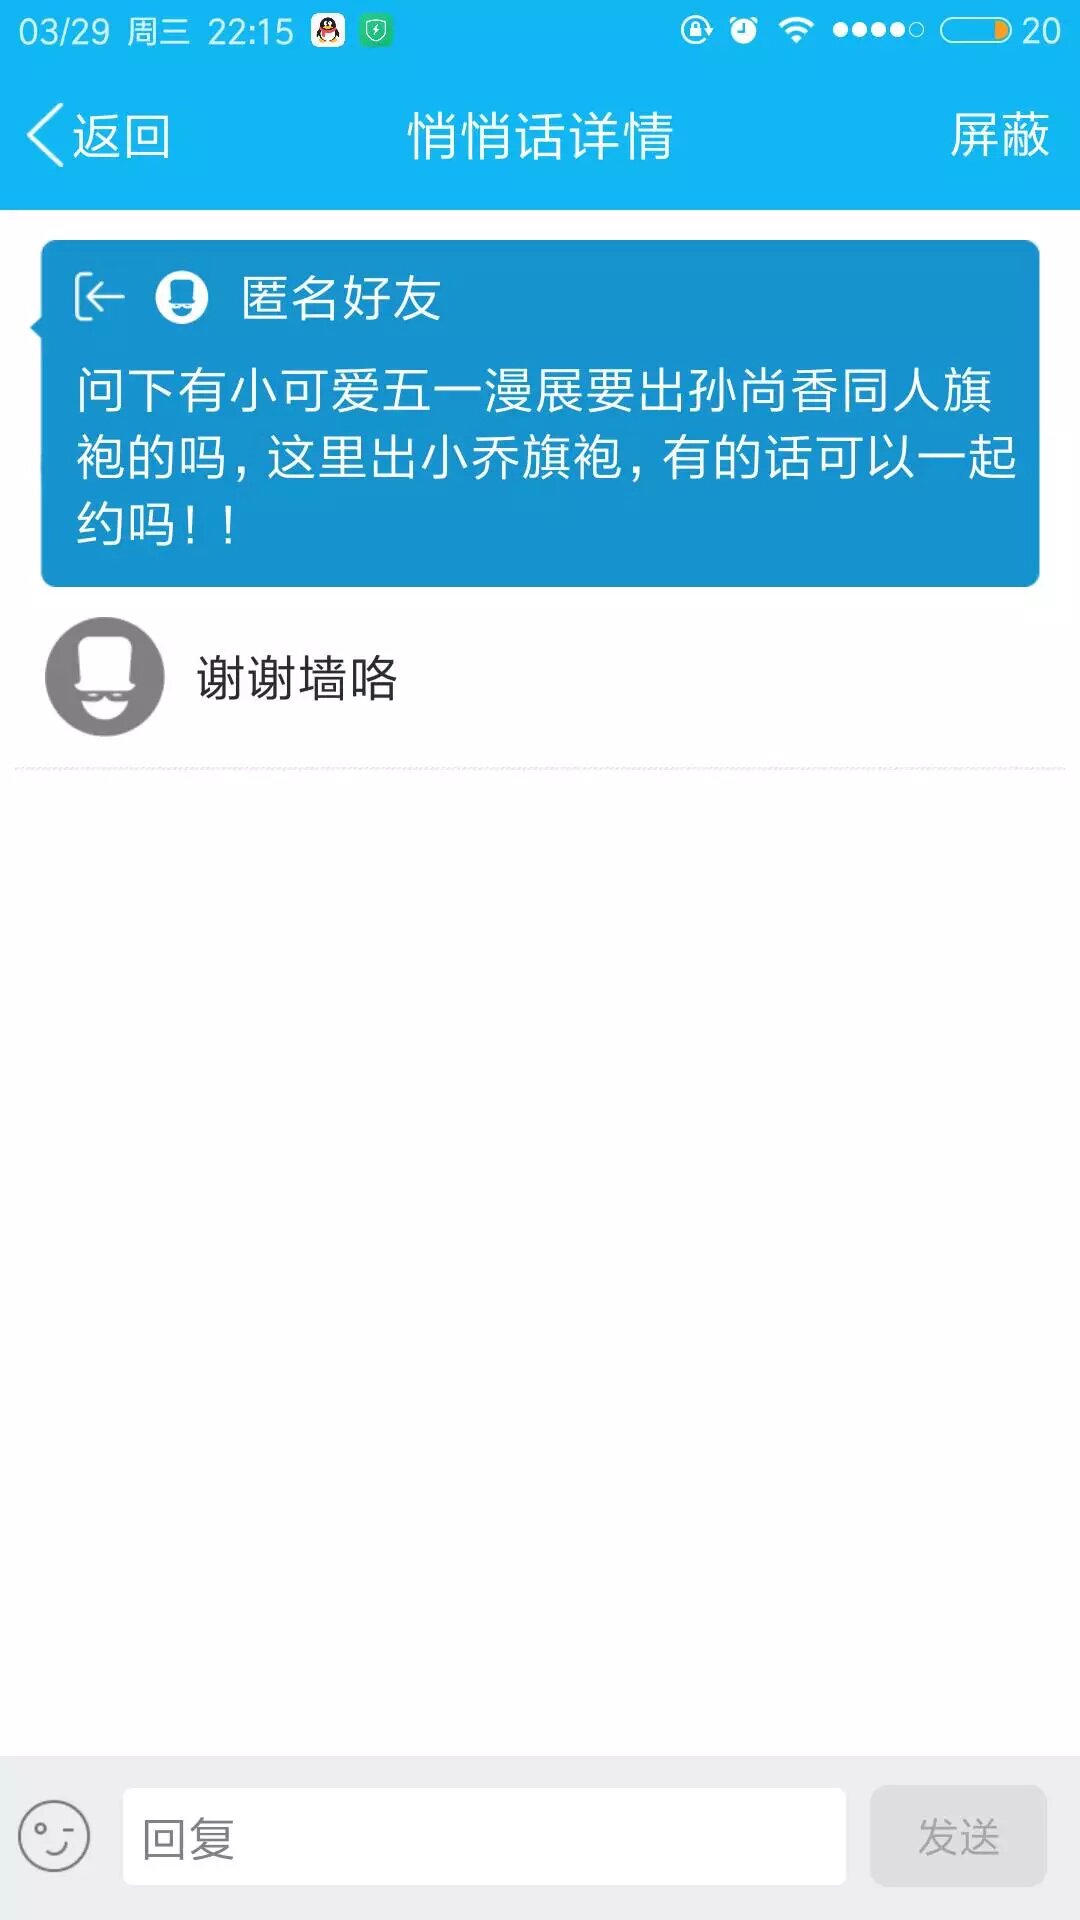 03/29 周三 22:15 20
返回 悄悄话详情 屏蔽
匿名好友
问下有小可爱五一漫展要出孙尚香同人旗
袍的吗，这里出小乔旗袍，有的话可以一起
约吗！！
谢谢墙咯
回复 发送